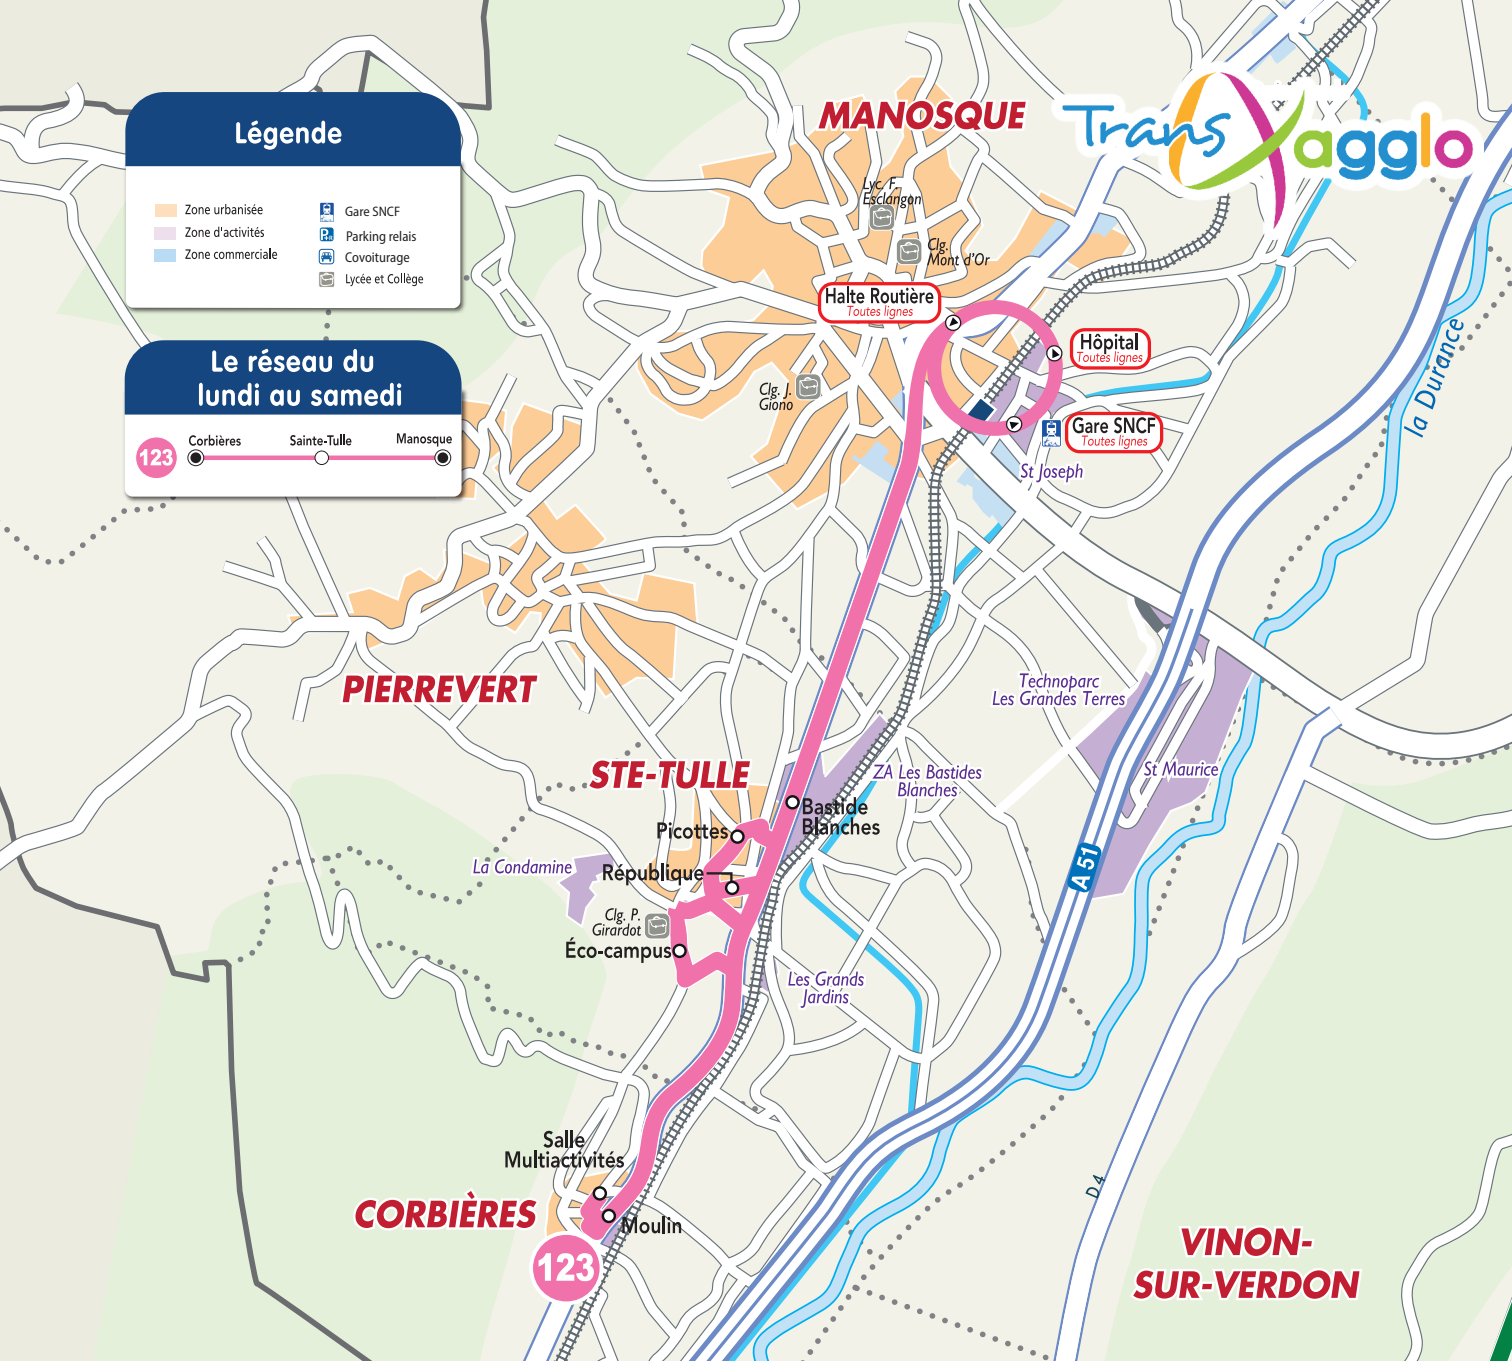 MANOSQUE
Trans agglo
Légende
Zone urbanisée
Zone d'activités
Zone commerciale
Gare SNCF
P+R
Parking relais
Covoiturage
Lycée et Collège
Le réseau du
lundi au samedi
123
Corbières
Sainte-Tulle
Manosque
Lyc. F.
Esclangon
Clg.
Mont d'Or
Halte Routière
Toutes lignes
Hôpital
Toutes lignes
Clg. J.
Giono
Gare SNCF
Toutes lignes
St Joseph
la Durance
PIERREVERT
Technoparc
Les Grandes Terres
St Maurice
STE-TULLE
ZA Les Bastides
Blanches
Bastide
Blanches
Picottes
La Condamine
République
A 51
Clg. P.
Girardot
Éco-campus
Les Grands
Jardins
Salle
Multiactivités
CORBIÈRES
Moulin
123
D 4
VINON-
SUR-VERDON